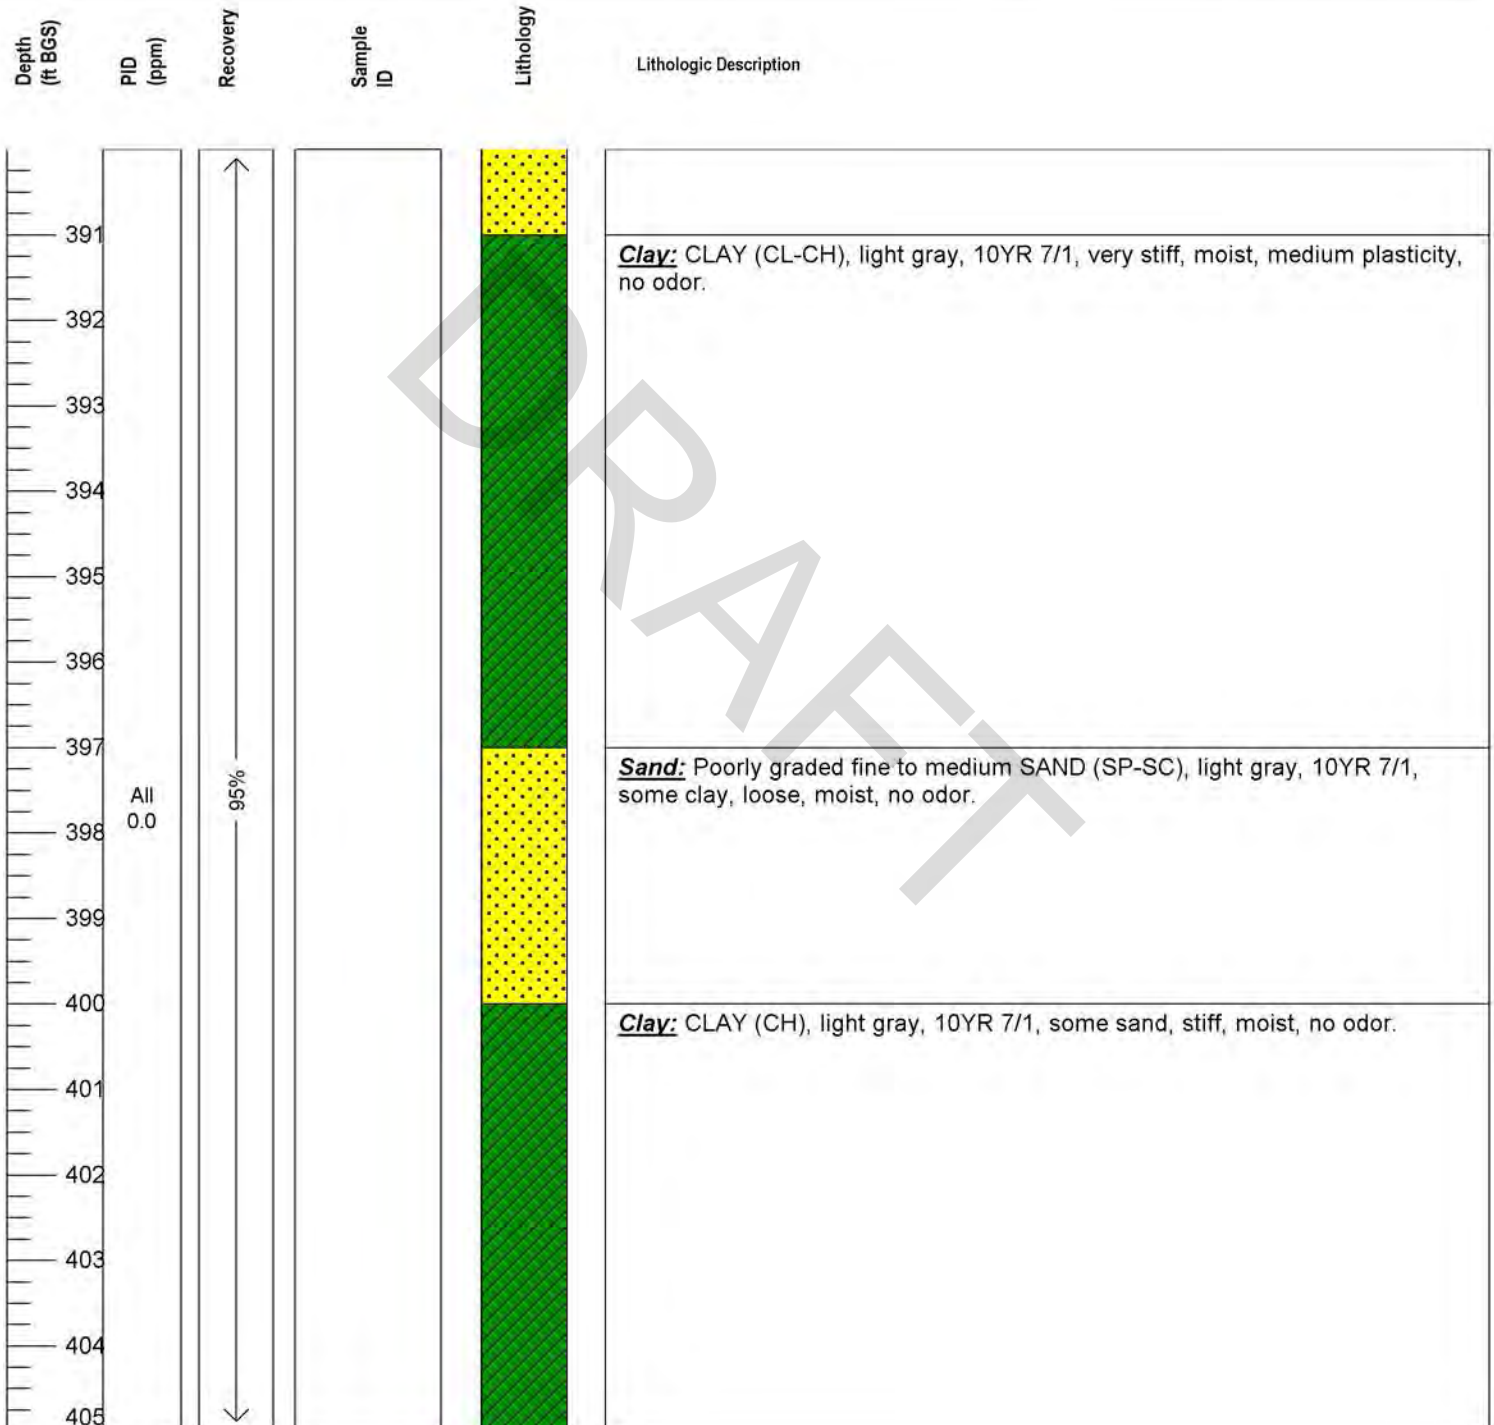 Depth
(ft BGS)
PID
(ppm)
Recovery
Sample
ID
Lithology
Lithologic Description
391
Clay: CLAY (CL-CH), light gray, 10YR 7/1, very stiff, moist, medium plasticity,
no odor.
392
393
394
395
396
397
Sand: Poorly graded fine to medium SAND (SP-SC), light gray, 10YR 7/1,
some clay, loose, moist, no odor.
All
0.0
95%
398
399
400
Clay: CLAY (CH), light gray, 10YR 7/1, some sand, stiff, moist, no odor.
401
402
403
404
405
DRAFT